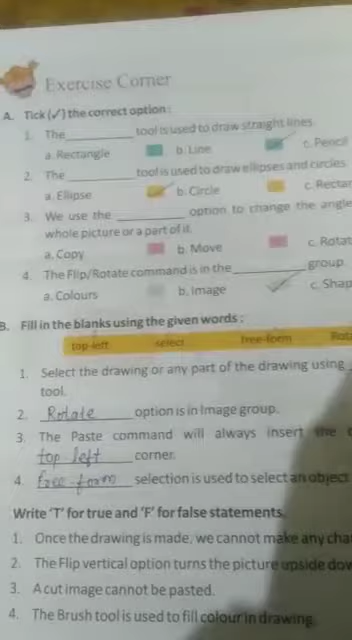 Exercise Corner
A. Tick (✓) the correct option:
1. The ________ tool is used to draw straight lines.
a. Rectangle b. Line c. Pencil
2. The ________ tool is used to draw ellipses and circles.
a. Ellipse b. Circle
3. We use the ________ option to change the angle
whole picture or a part of it.
a. Copy b. Move
4. The Flip/Rotate command is in the ________ group.
a. Colours b. Image
B. Fill in the blanks using the given words:
top-left select free-form
1. Select the drawing or any part of the drawing using
tool.
2. Rotate option is in Image group.
3. The Paste command will always insert the
top-left corner.
4. free-form selection is used to select an object
Write 'T' for true and 'F' for false statements.
1. Once the drawing is made, we cannot make any
2. The Flip vertical option turns the picture upside
3. A cut image cannot be pasted.
4. The Brush tool is used to fill colour in drawing.